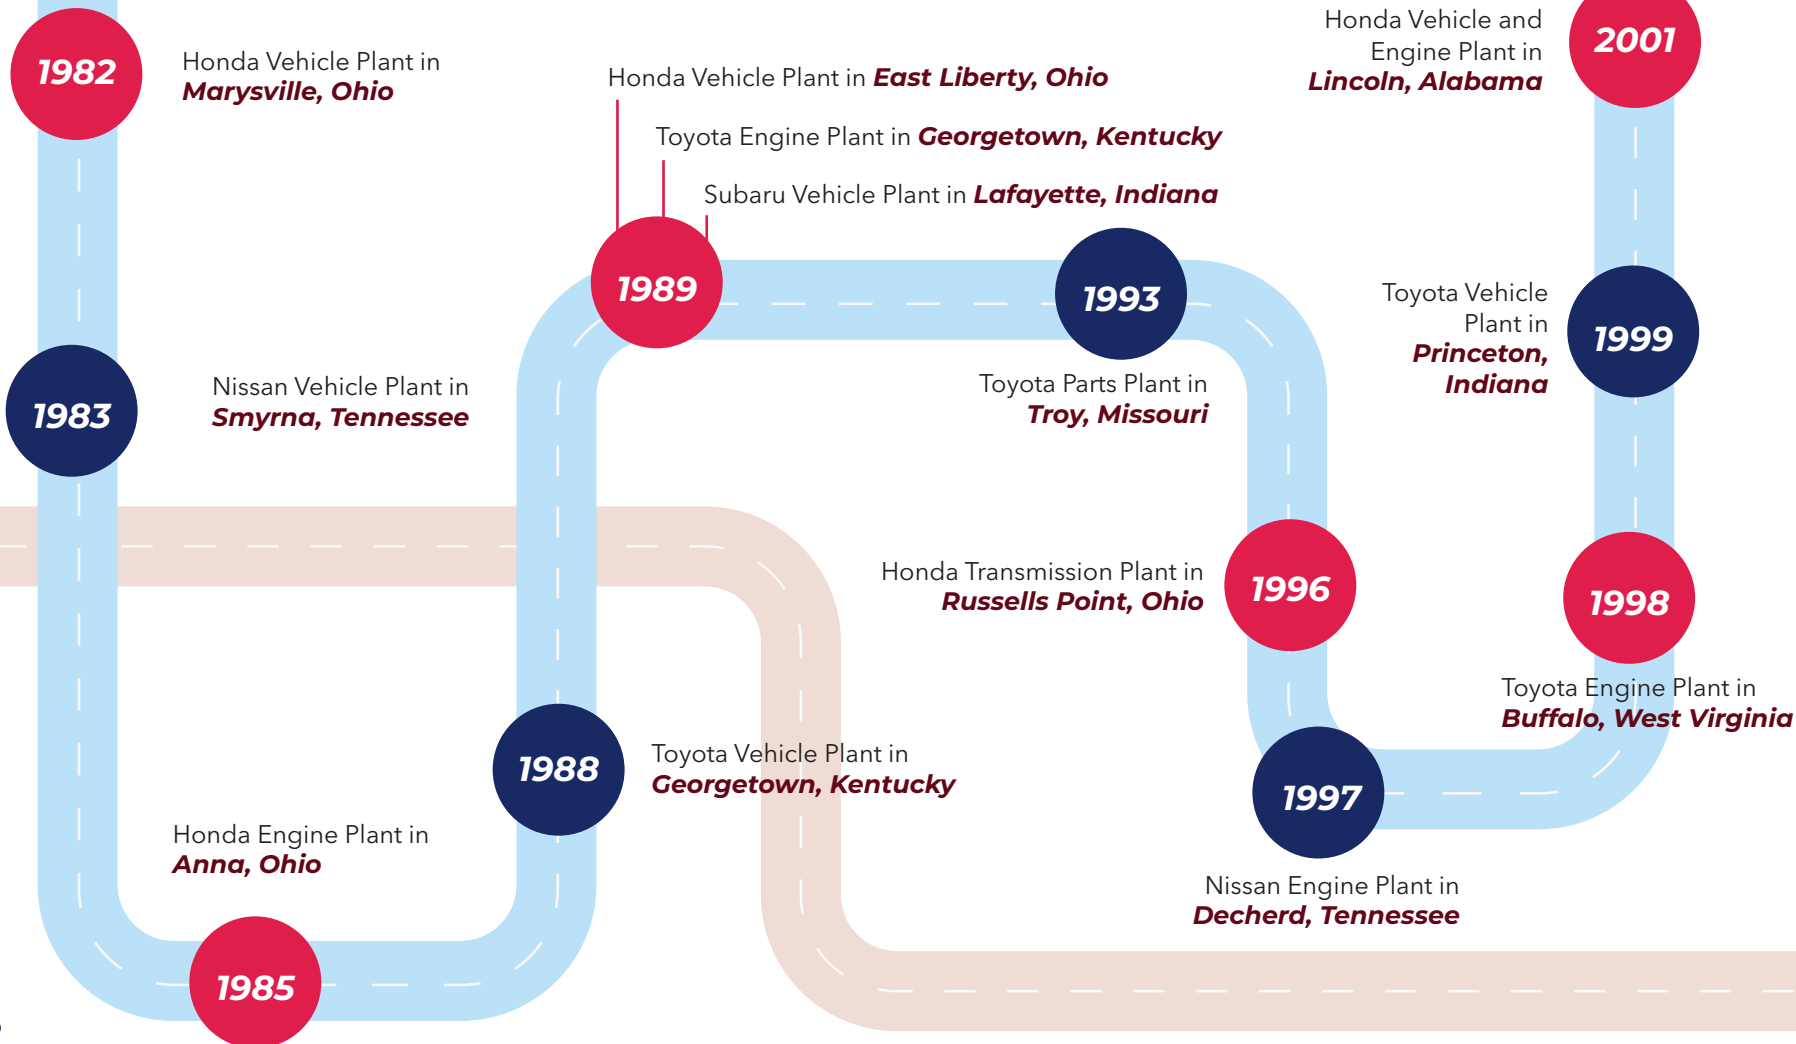 1982
Honda Vehicle Plant in
Marysville, Ohio
1983
Nissan Vehicle Plant in
Smyrna, Tennessee
Honda Engine Plant in
Anna, Ohio
1985
1988
Toyota Vehicle Plant in
Georgetown, Kentucky
Honda Vehicle Plant in East Liberty, Ohio
Toyota Engine Plant in Georgetown, Kentucky
Subaru Vehicle Plant in Lafayette, Indiana
1989
1993
Toyota Parts Plant in
Troy, Missouri
Honda Transmission Plant in
Russells Point, Ohio
1996
1997
Nissan Engine Plant in
Decherd, Tennessee
1998
Toyota Engine Plant in
Buffalo, West Virginia
Toyota Vehicle
Plant in
Princeton,
Indiana
1999
Honda Vehicle and
Engine Plant in
Lincoln, Alabama
2001